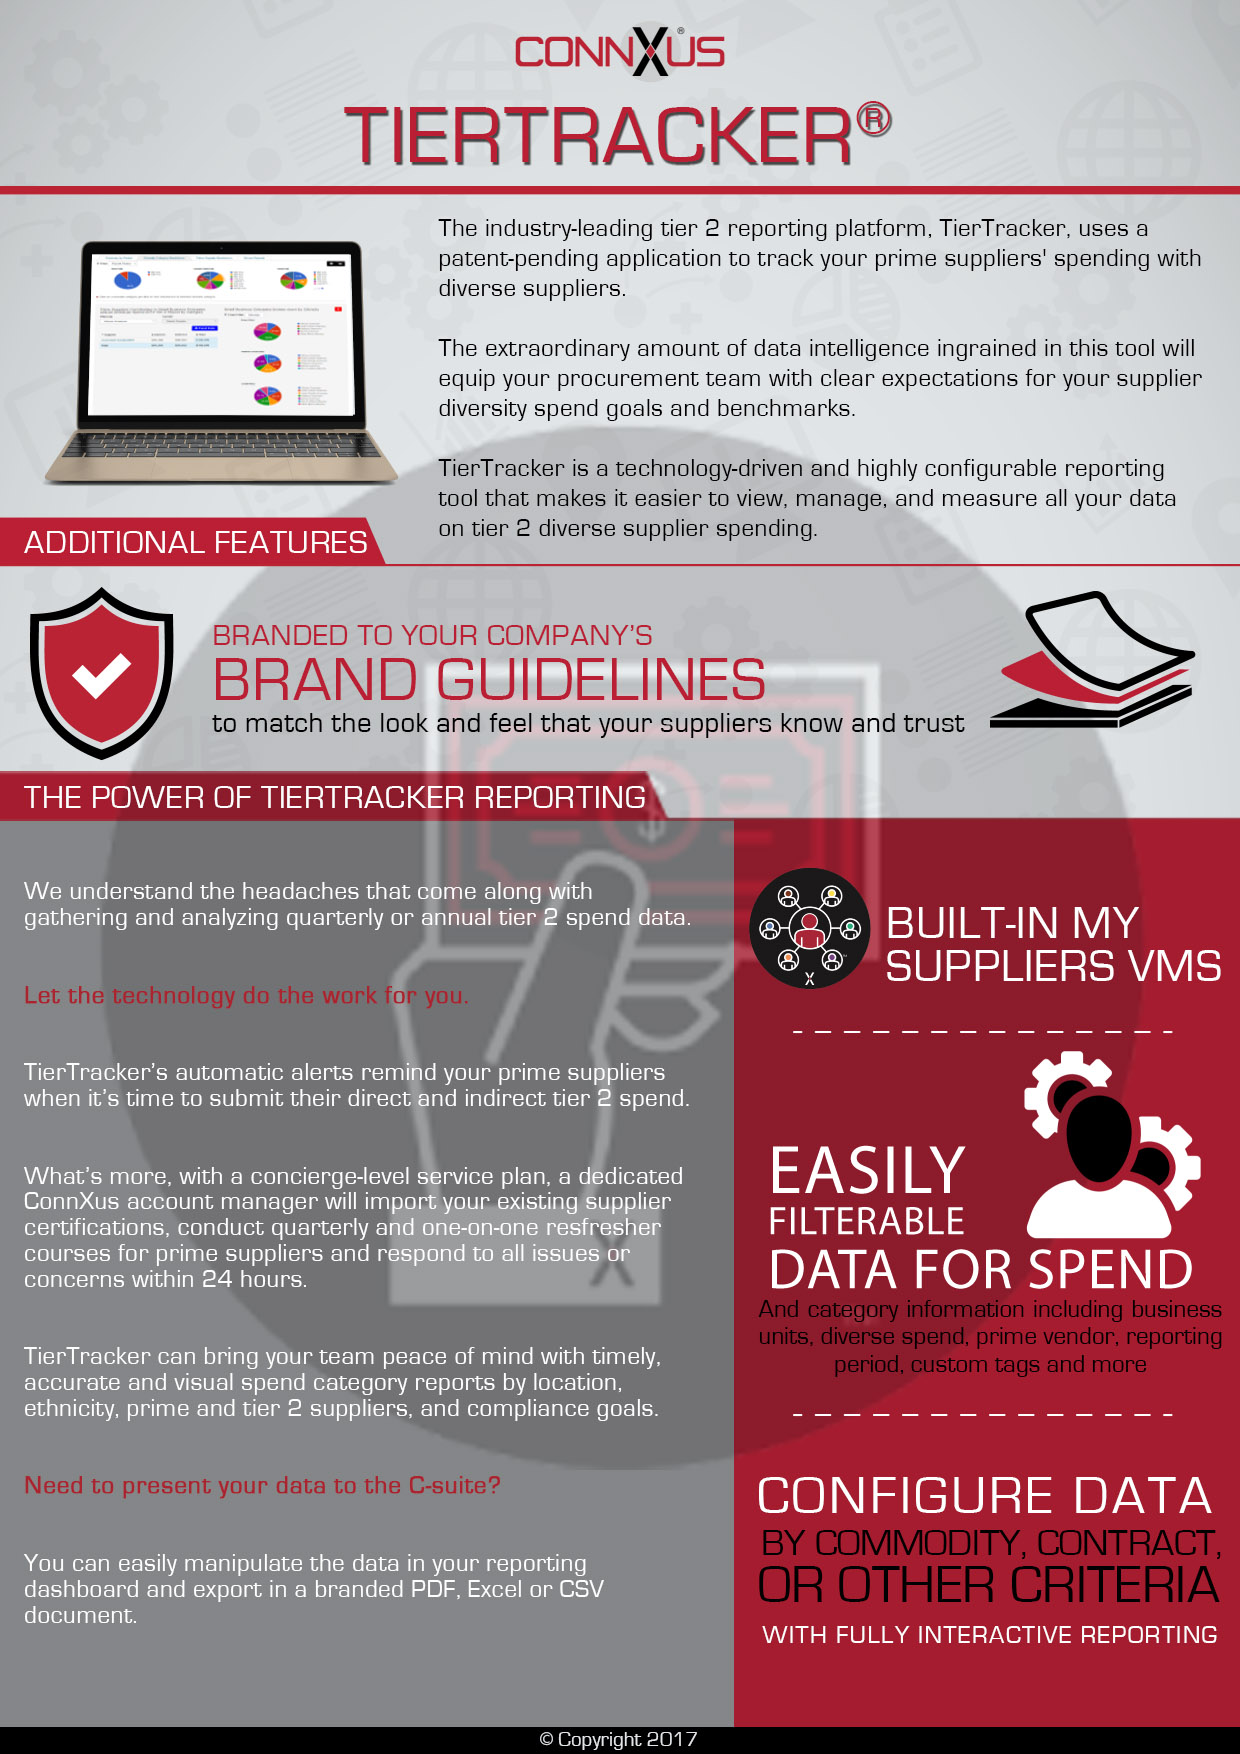 CONNXUS®
TIERTRACKER®
The industry-leading tier 2 reporting platform, TierTracker, uses a
patent-pending application to track your prime suppliers' spending with
diverse suppliers.
The extraordinary amount of data intelligence ingrained in this tool will
equip your procurement team with clear expectations for your supplier
diversity spend goals and benchmarks.
TierTracker is a technology-driven and highly configurable reporting
tool that makes it easier to view, manage, and measure all your data
on tier 2 diverse supplier spending.
ADDITIONAL FEATURES
BRANDED TO YOUR COMPANY'S
BRAND GUIDELINES
to match the look and feel that your suppliers know and trust
THE POWER OF TIERTRACKER REPORTING
We understand the headaches that come along with
gathering and analyzing quarterly or annual tier 2 spend data.
Let the technology do the work for you.
TierTracker's automatic alerts remind your prime suppliers
when it's time to submit their direct and indirect tier 2 spend.
What's more, with a concierge-level service plan, a dedicated
ConnXus account manager will import your existing supplier
certifications, conduct quarterly and one-on-one resfresher
courses for prime suppliers and respond to all issues or
concerns within 24 hours.
TierTracker can bring your team peace of mind with timely,
accurate and visual spend category reports by location,
ethnicity, prime and tier 2 suppliers, and compliance goals.
Need to present your data to the C-suite?
You can easily manipulate the data in your reporting
dashboard and export in a branded PDF, Excel or CSV
document.
BUILT-IN MY
SUPPLIERS VMS
EASILY
FILTERABLE
DATA FOR SPEND
And category information including business
units, diverse spend, prime vendor, reporting
period, custom tags and more
CONFIGURE DATA
BY COMMODITY, CONTRACT,
OR OTHER CRITERIA
WITH FULLY INTERACTIVE REPORTING
© Copyright 2017